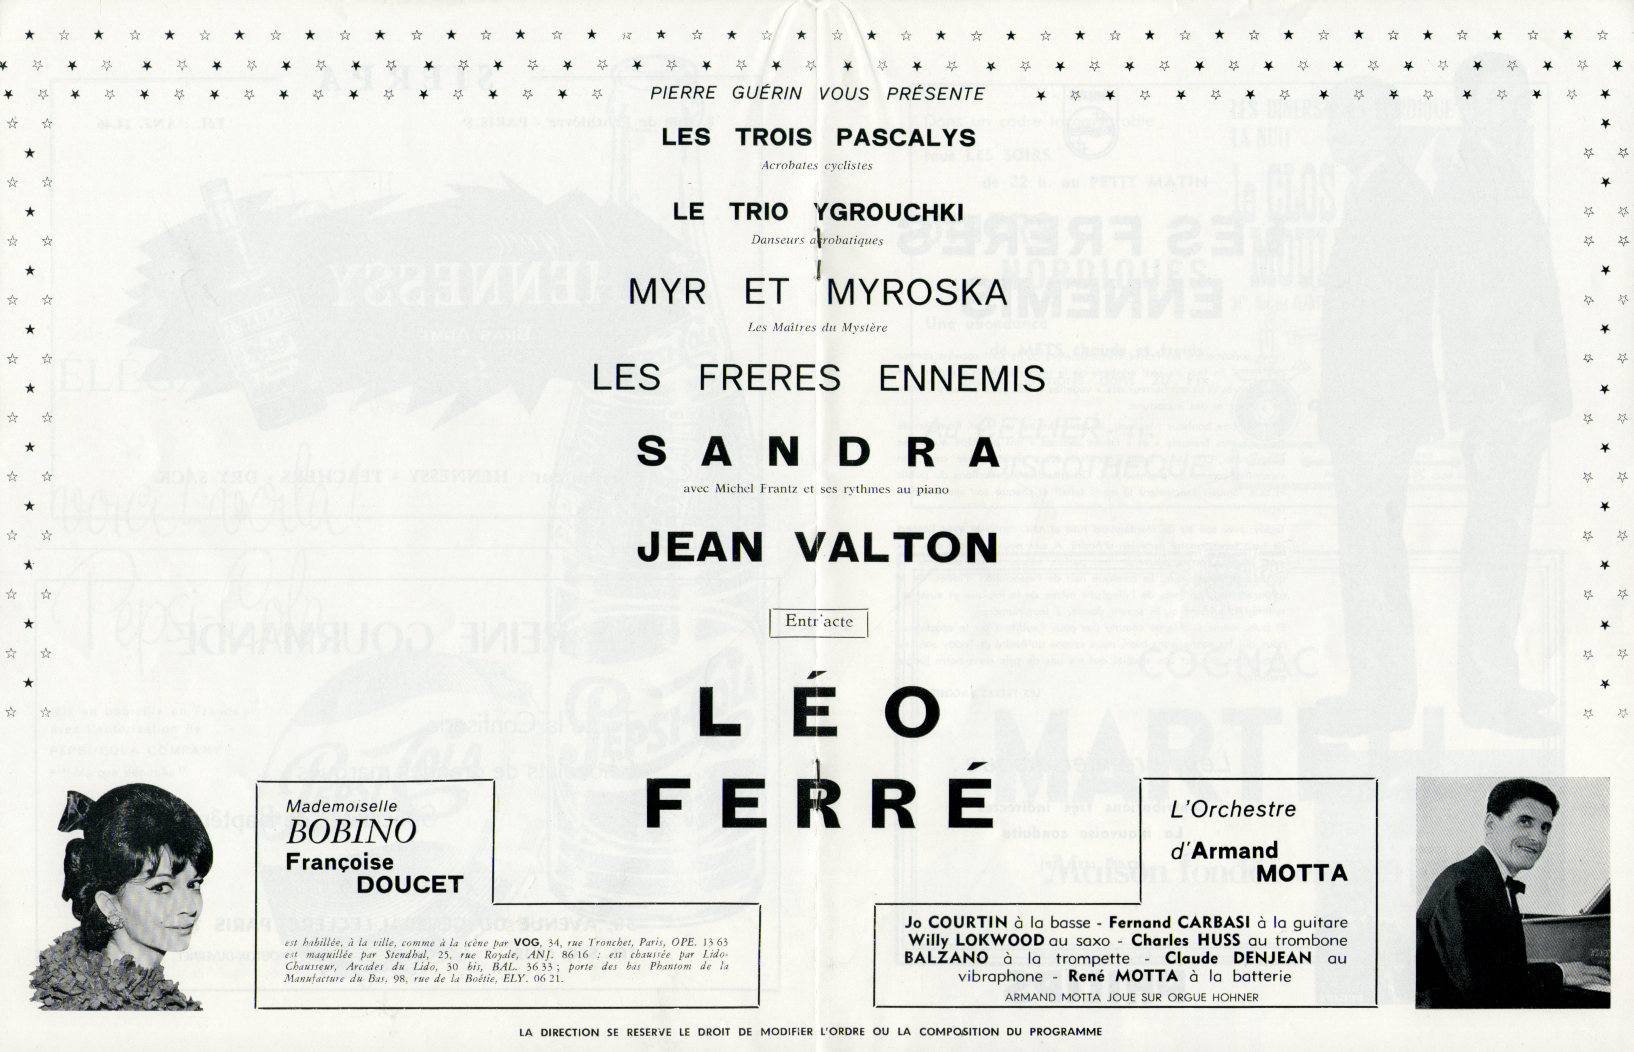 PIERRE GUÉRIN VOUS PRÉSENTE
LES TROIS PASCALYS
Acrobates cyclistes
LE TRIO YGROUCHKI
Danseurs acrobatiques
MYR ET MYROSKA
Les Maîtres du Mystère
LES FRERES ENNEMIS
SANDRA
avec Michel Frantz et ses rythmes au piano
JEAN VALTON
Entr'acte
LÉO
FERRÉ
Mademoiselle
BOBINO
Françoise
DOUCET
est habillée, à la ville, comme à la scène par VOG, 34, rue Tronchet, Paris, OPE. 13 63
est maquillée par Stendhal, 25, rue Royale, ANJ. 86 16 ; est chaussée par Lido-
Chausseur, Arcades du Lido, 30 bis, BAL. 36 33 ; porte des bas Phantom de la
Manufacture du Bas, 98, rue de la Boëtie, ELY. 06 21.
L'Orchestre
d'Armand
MOTTA
Jo COURTIN à la basse - Fernand CARBASI à la guitare
Willy LOKWOOD au saxo - Charles HUSS au trombone
BALZANO à la trompette - Claude DENJEAN au
vibraphone - René MOTTA à la batterie
ARMAND MOTTA JOUE SUR ORGUE HOHNER
LA DIRECTION SE RESERVE LE DROIT DE MODIFIER L'ORDRE OU LA COMPOSITION DU PROGRAMME